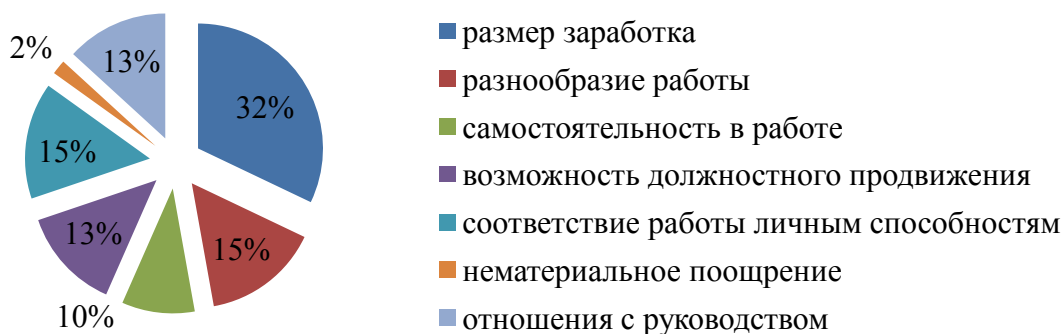 32%
15%
10%
13%
15%
2%
13%
размер заработка
разнообразие работы
самостоятельность в работе
возможность должностного продвижения
соответствие работы личным способностям
нематериальное поощрение
отношения с руководством